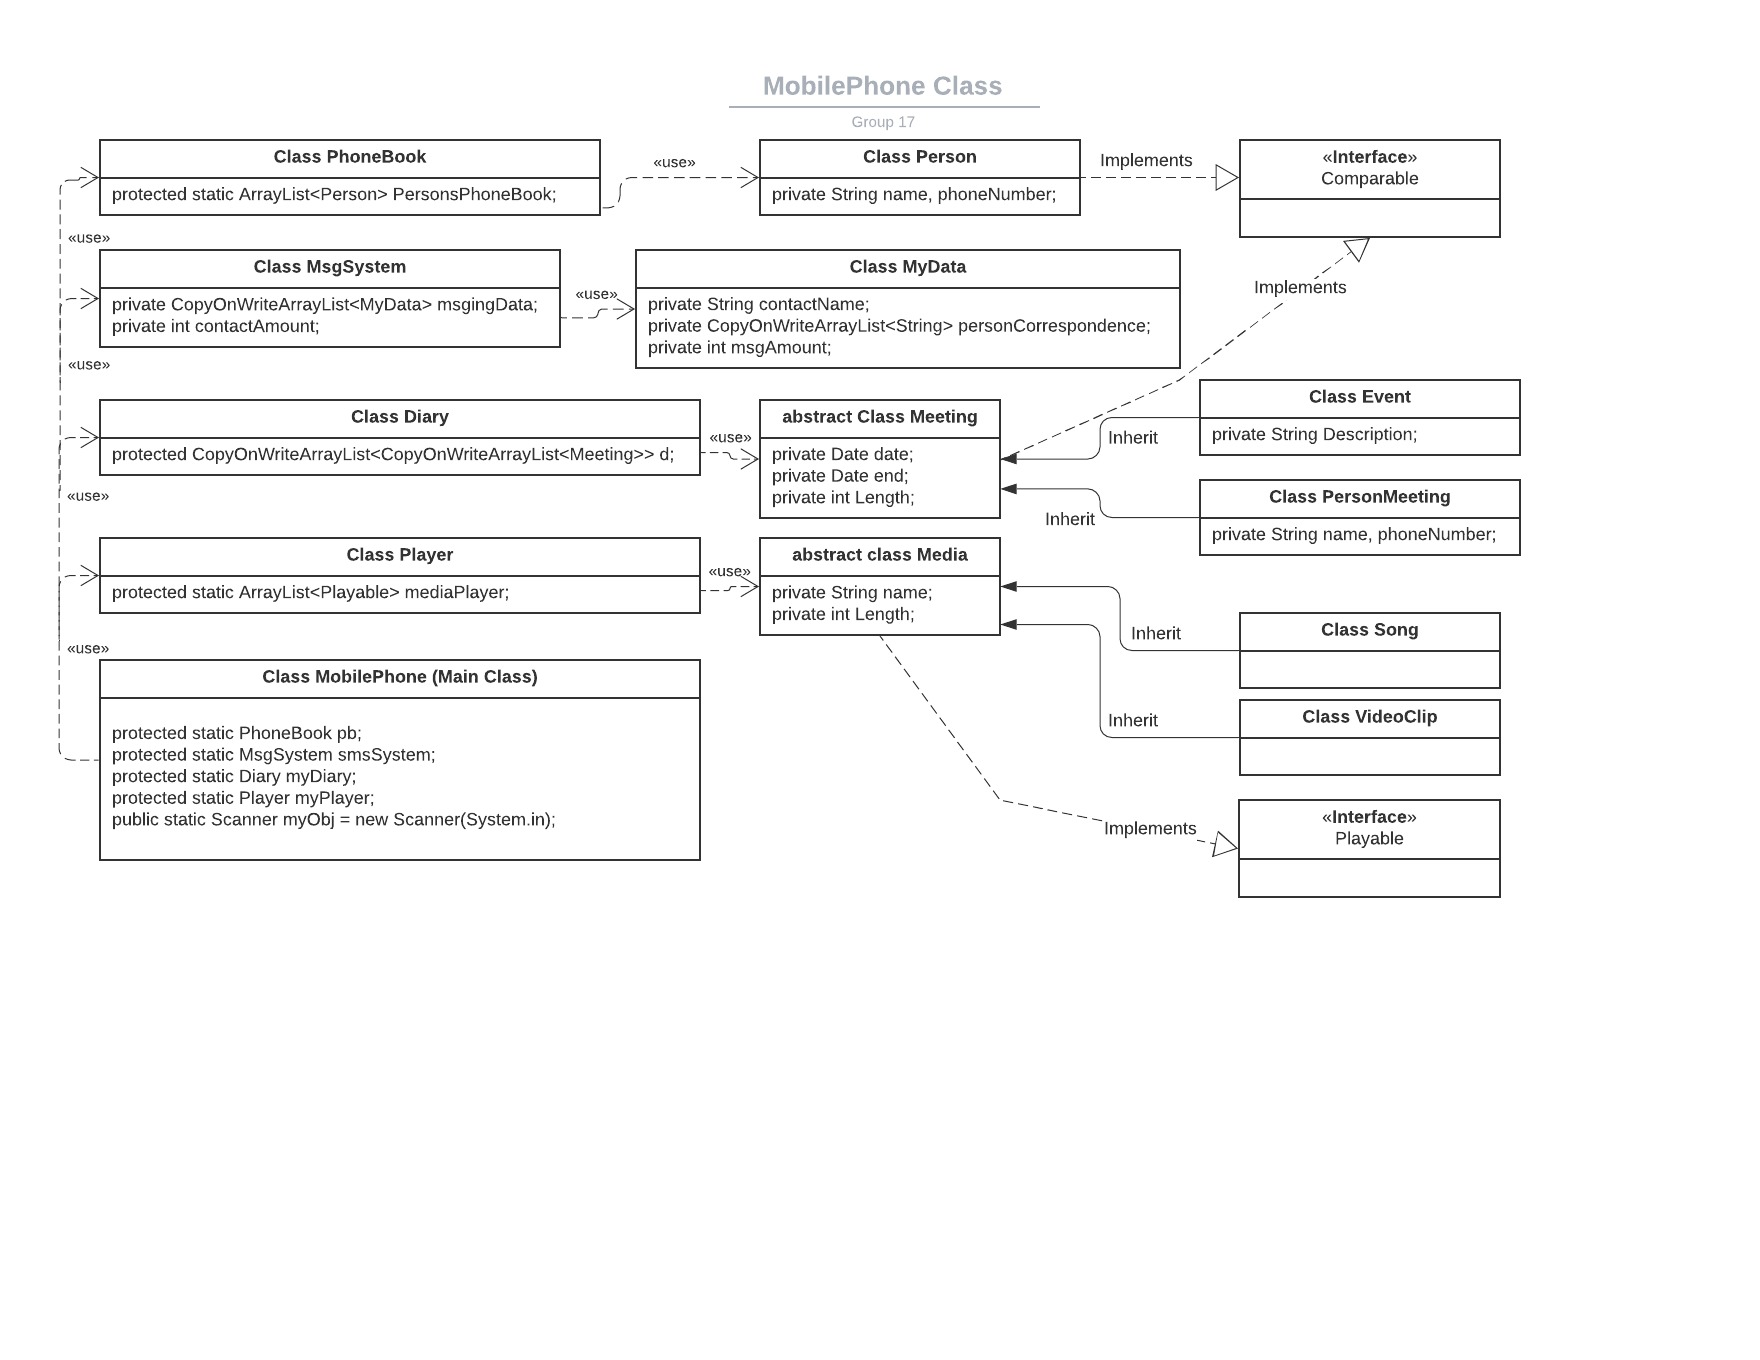 MobilePhone Class
Group 17
Class PhoneBook
protected static ArrayList<Person> PersonsPhoneBook;
«use»
Class Person
private String name, phoneNumber;
Implements
«Interface»
Comparable
«use»
Class MsgSystem
private CopyOnWriteArrayList<MyData> msgingData;
private int contactAmount;
«use»
Class MyData
private String contactName;
private CopyOnWriteArrayList<String> personCorrespondence;
private int msgAmount;
Implements
«use»
Class Diary
protected CopyOnWriteArrayList<CopyOnWriteArrayList<Meeting>> d;
«use»
abstract Class Meeting
private Date date;
private Date end;
private int Length;
Inherit
Class Event
private String Description;
Inherit
Class PersonMeeting
private String name, phoneNumber;
«use»
Class Player
protected static ArrayList<Playable> mediaPlayer;
«use»
abstract class Media
private String name;
private int Length;
Inherit
Class Song
Inherit
Class VideoClip
«use»
Class MobilePhone (Main Class)
protected static PhoneBook pb;
protected static MsgSystem smsSystem;
protected static Diary myDiary;
protected static Player myPlayer;
public static Scanner myObj = new Scanner(System.in);
Implements
«Interface»
Playable